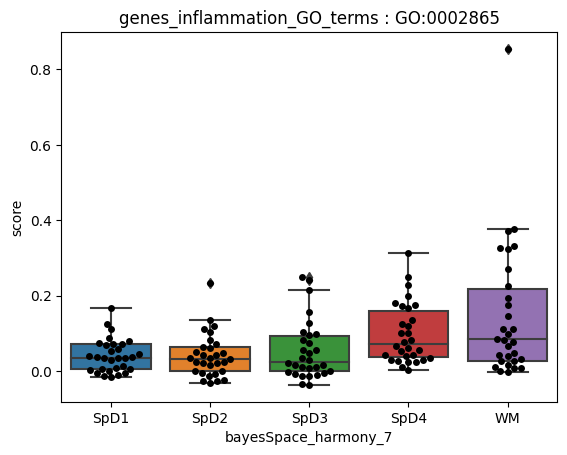 genes_inflammation_GO_terms : GO:0002865
0.8
0.6
0.4
0.2
0.0
score
SpD1 SpD2 SpD3 SpD4 WM
bayesSpace_harmony_7